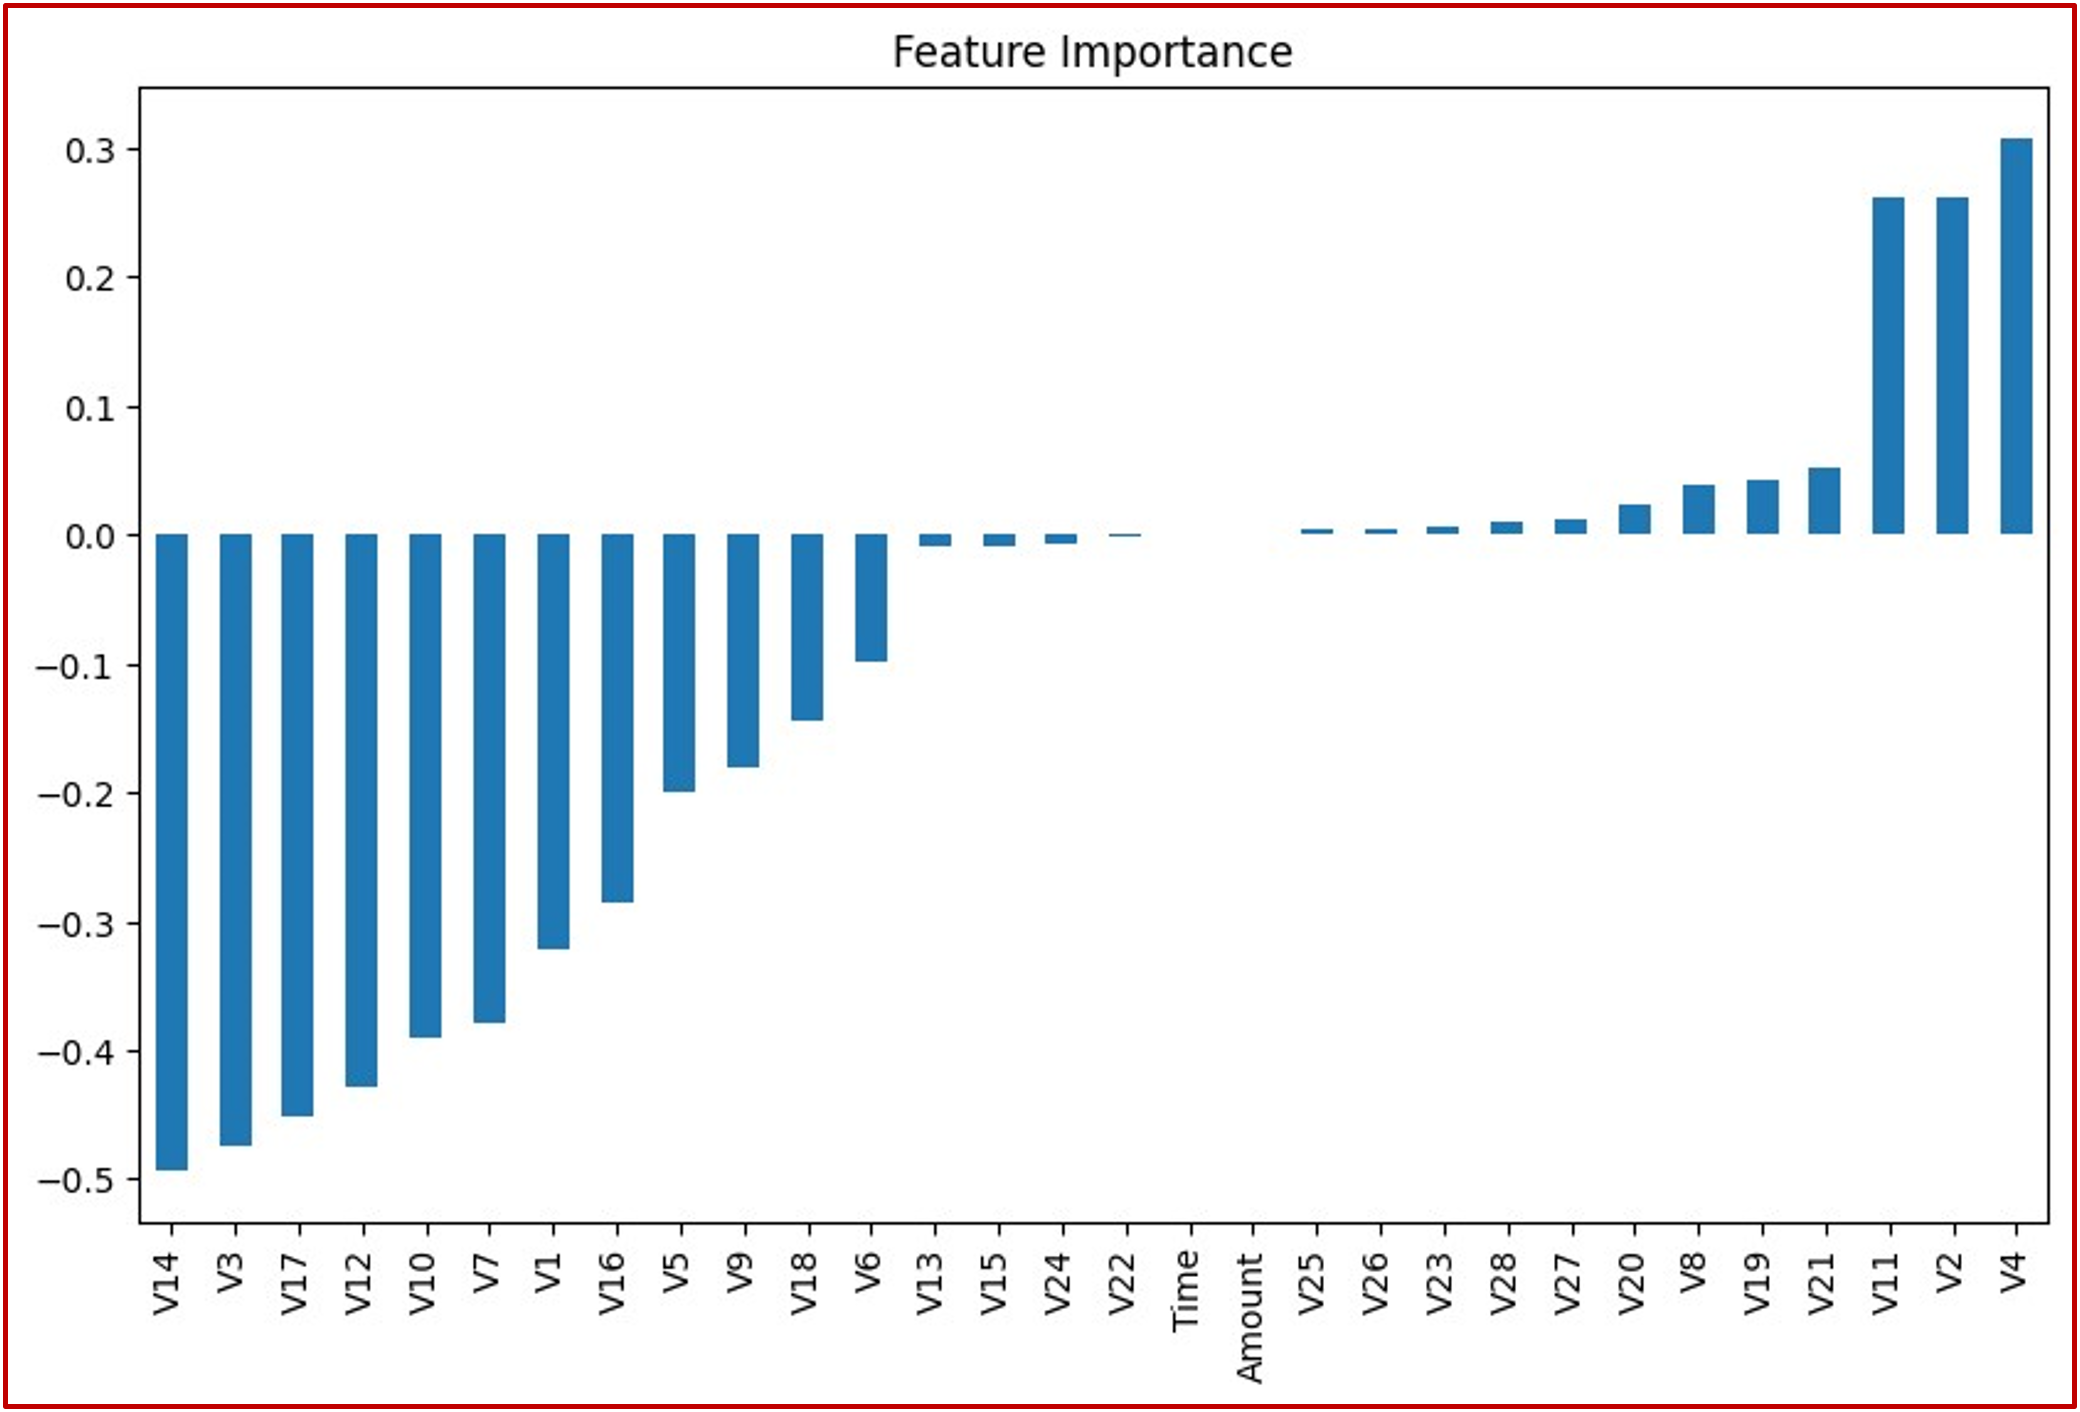 Feature Importance
0.3
0.2
0.1
0.0
−0.1
−0.2
−0.3
−0.4
−0.5
V14
V3
V17
V12
V10
V7
V1
V16
V5
V9
V18
V6
V13
V15
V24
V22
Time
Amount
V25
V26
V23
V28
V27
V20
V8
V19
V21
V11
V2
V4